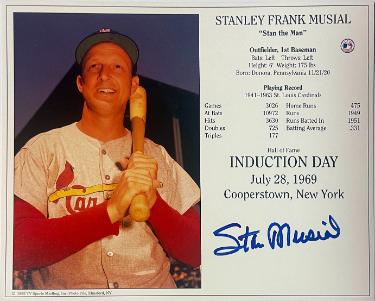 STANLEY FRANK MUSIAL
"Stan the Man"
Outfielder, 1st Baseman
Bats: Left Throws: Left
Height: 6' Weight: 175 lbs
Born: Donora, Pennsylvania 11/21/20
Playing Record
1941-1963 St. Louis Cardinals
Games 3026 Home Runs 475
At Bats 10972 Runs 1949
Hits 3630 Runs Batted In 1951
Doubles 725 Batting Average .331
Triples 177
Hall of Fame
INDUCTION DAY
July 28, 1969
Cooperstown, New York
Stan Musial